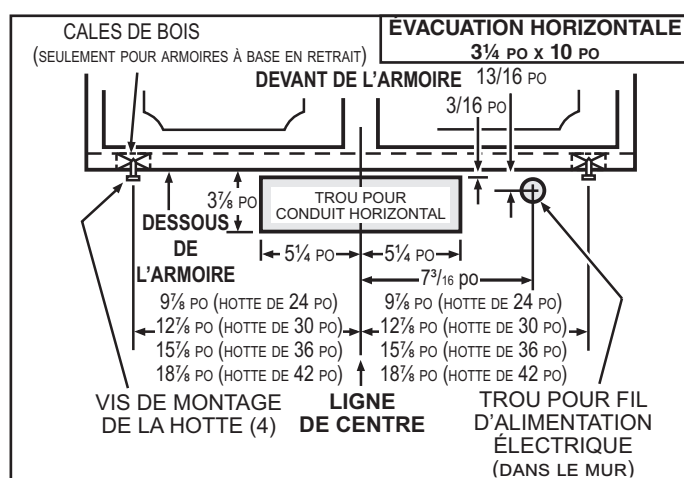 CALES DE BOIS
(SEULEMENT POUR ARMOIRES À BASE EN RETRAIT)
ÉVACUATION HORIZONTALE
3¼ PO X 10 PO
DEVANT DE L’ARMOIRE
13/16 PO
3/16 PO
3⅞ PO
TROU POUR
CONDUIT HORIZONTAL
DESSOUS
DE
L’ARMOIRE
5¼ PO
5¼ PO
7³/₁₆ po
9⅞ PO (HOTTE DE 24 PO)
12⅞ PO (HOTTE DE 30 PO)
15⅞ PO (HOTTE DE 36 PO)
18⅞ PO (HOTTE DE 42 PO)
9⅞ PO (HOTTE DE 24 PO)
12⅞ PO (HOTTE DE 30 PO)
15⅞ PO (HOTTE DE 36 PO)
18⅞ PO (HOTTE DE 42 PO)
VIS DE MONTAGE
DE LA HOTTE (4)
LIGNE
DE CENTRE
TROU POUR FIL
D’ALIMENTATION
ÉLECTRIQUE
(DANS LE MUR)